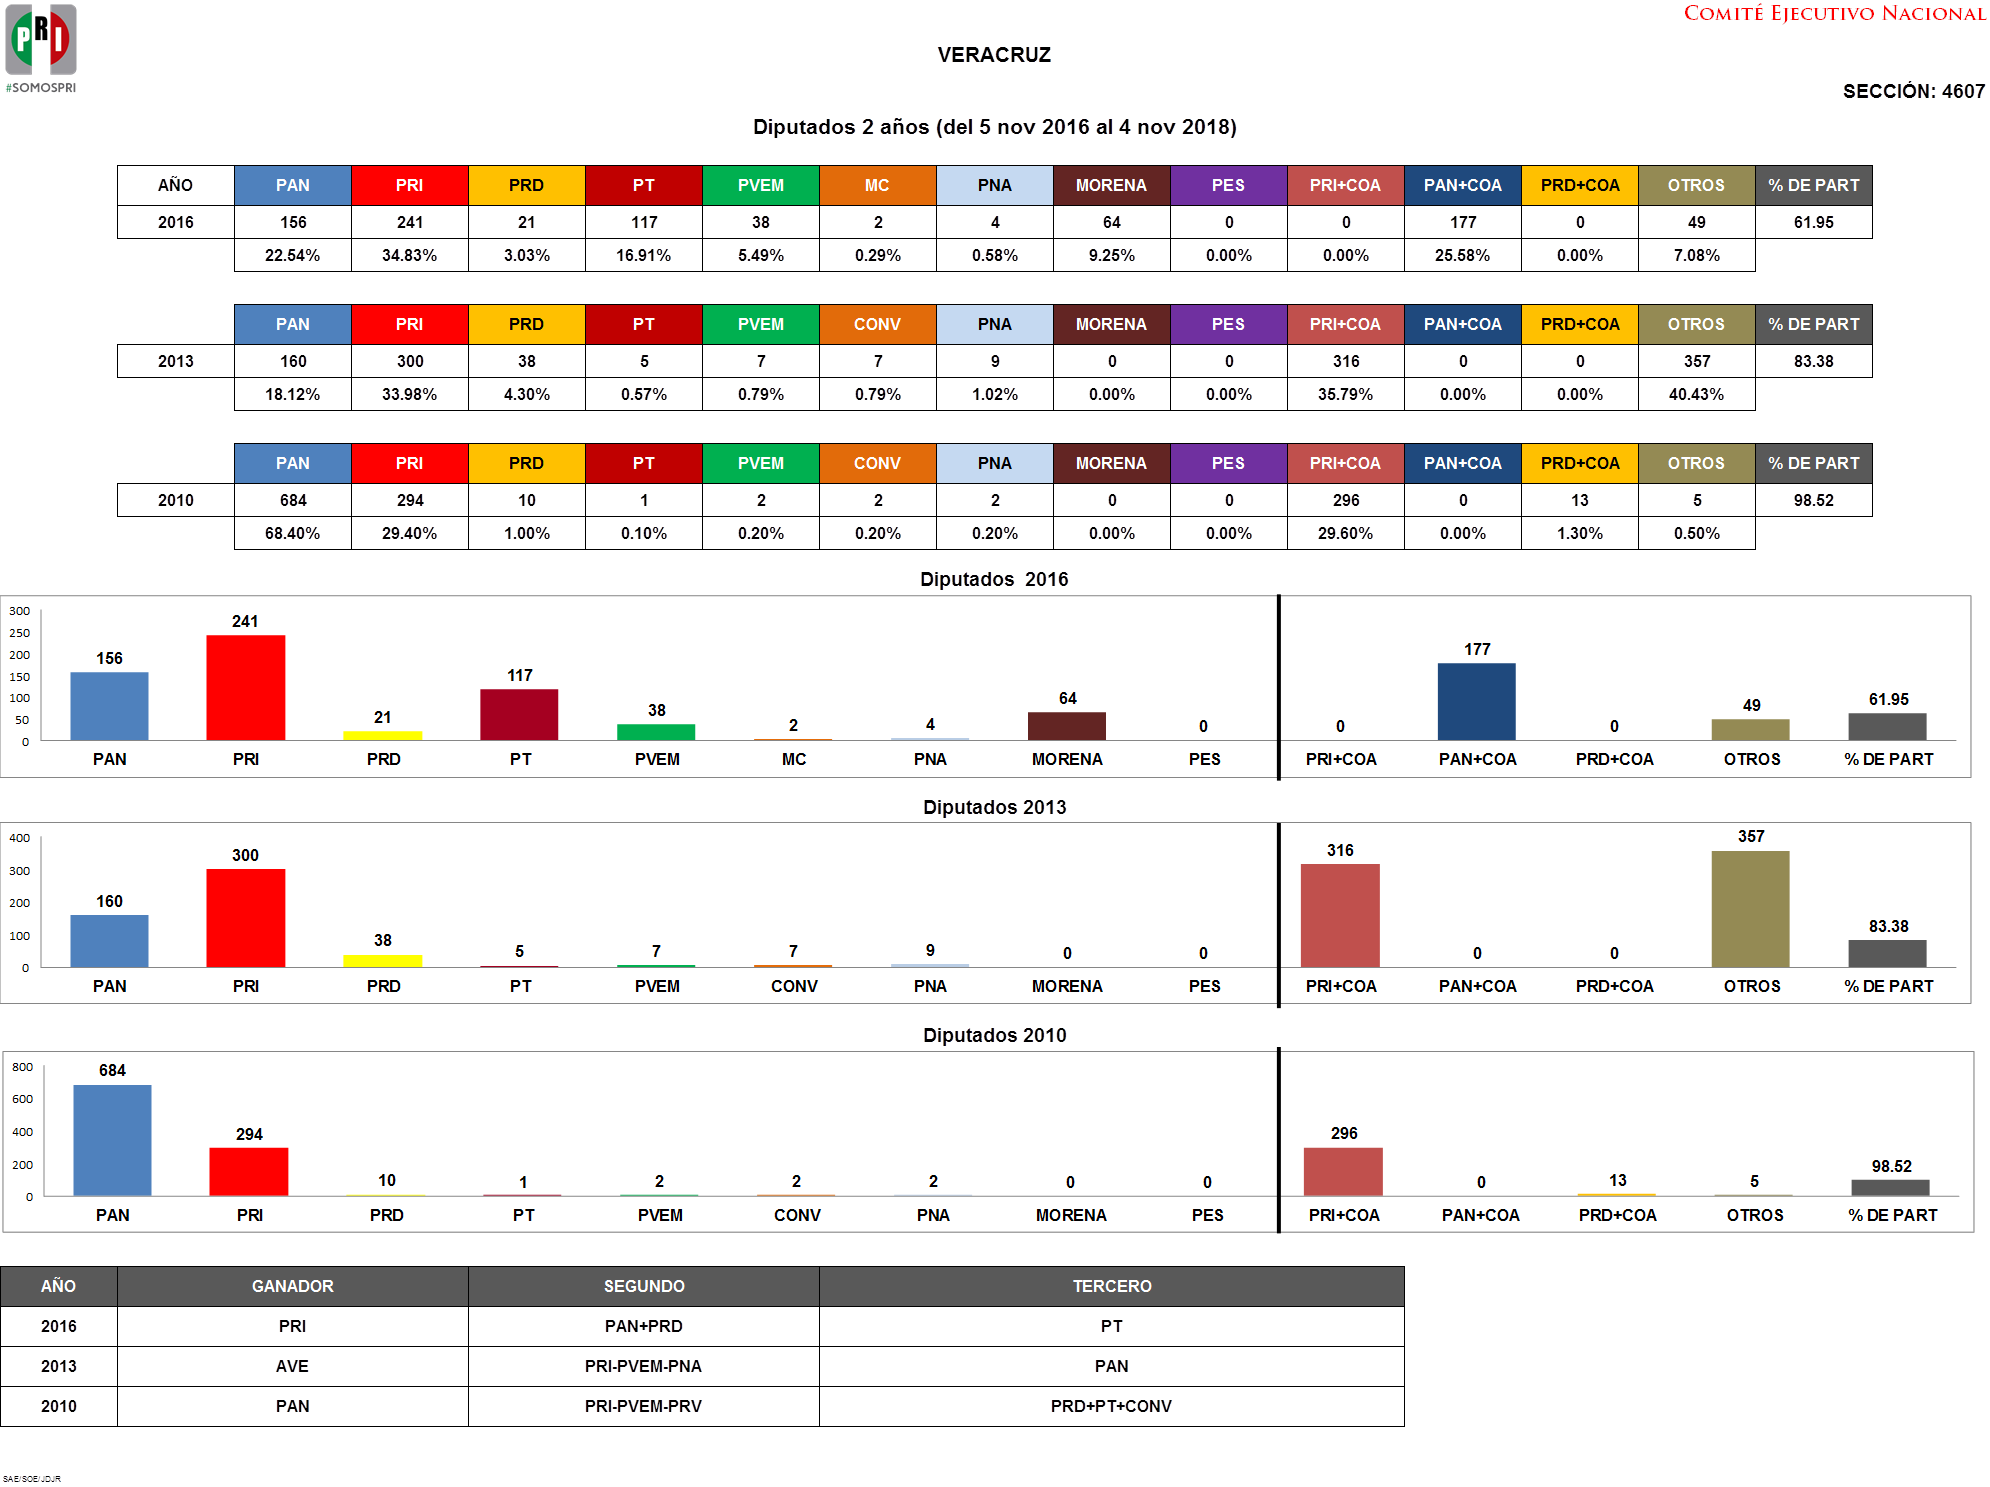 PRI
#SOMOSPRI
COMITÉ EJECUTIVO NACIONAL
VERACRUZ
SECCIÓN: 4607
Diputados 2 años (del 5 nov 2016 al 4 nov 2018)
AÑO PAN PRI PRD PT PVEM MC PNA MORENA PES PRI+COA PAN+COA PRD+COA OTROS % DE PART
2016 156 241 21 117 38 2 4 64 0 0 177 0 49 61.95
22.54% 34.83% 3.03% 16.91% 5.49% 0.29% 0.58% 9.25% 0.00% 0.00% 25.58% 0.00% 7.08%
PAN PRI PRD PT PVEM CONV PNA MORENA PES PRI+COA PAN+COA PRD+COA OTROS % DE PART
2013 160 300 38 5 7 7 9 0 0 316 0 0 357 83.38
18.12% 33.98% 4.30% 0.57% 0.79% 0.79% 1.02% 0.00% 0.00% 35.79% 0.00% 0.00% 40.43%
PAN PRI PRD PT PVEM CONV PNA MORENA PES PRI+COA PAN+COA PRD+COA OTROS % DE PART
2010 684 294 10 1 2 2 2 0 0 296 0 13 5 98.52
68.40% 29.40% 1.00% 0.10% 0.20% 0.20% 0.20% 0.00% 0.00% 29.60% 0.00% 1.30% 0.50%
Diputados 2016
300
250
200
150
100
50
0
156 241 21 117 38 2 4 64 0 0 177 0 49 61.95
PAN PRI PRD PT PVEM MC PNA MORENA PES PRI+COA PAN+COA PRD+COA OTROS % DE PART
Diputados 2013
400
300
200
100
0
160 300 38 5 7 7 9 0 0 316 0 0 357 83.38
PAN PRI PRD PT PVEM CONV PNA MORENA PES PRI+COA PAN+COA PRD+COA OTROS % DE PART
Diputados 2010
800
600
400
200
0
684 294 10 1 2 2 2 0 0 296 0 13 5 98.52
PAN PRI PRD PT PVEM CONV PNA MORENA PES PRI+COA PAN+COA PRD+COA OTROS % DE PART
AÑO GANADOR SEGUNDO TERCERO
2016 PRI PAN+PRD PT
2013 AVE PRI-PVEM-PNA PAN
2010 PAN PRI-PVEM-PRV PRD+PT+CONV
SAE/SOE/JDJR